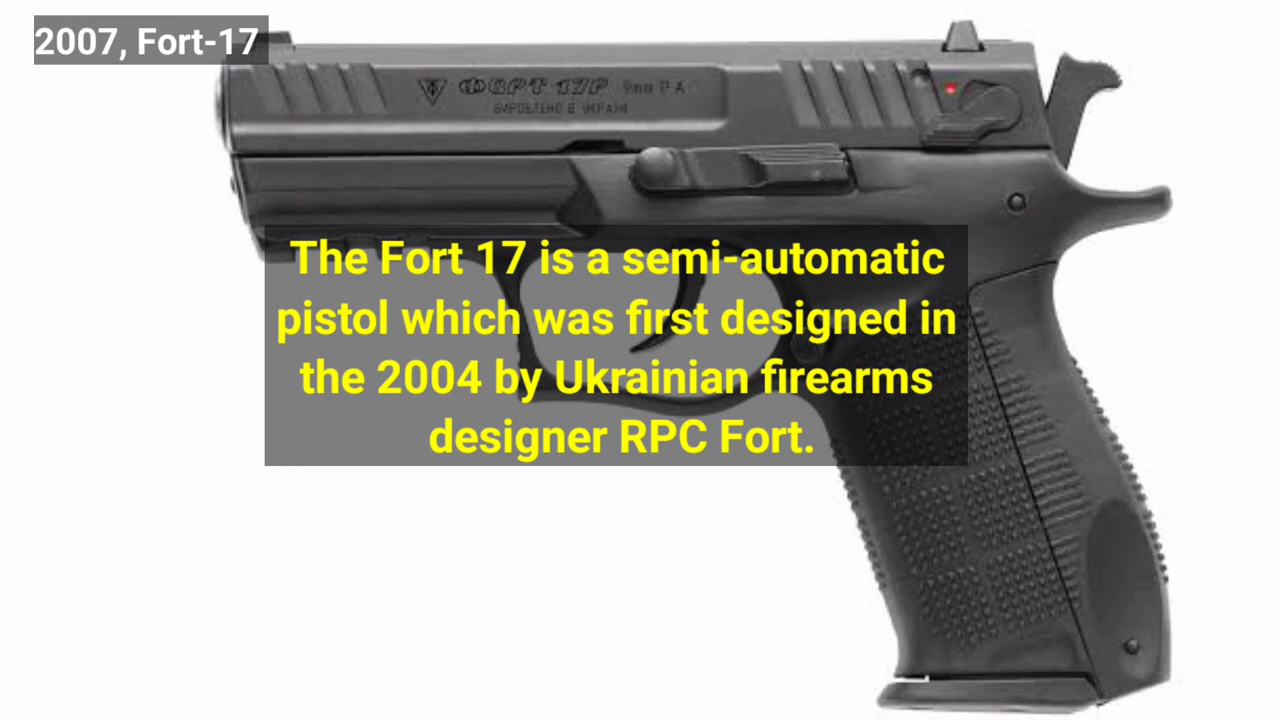 2007, Fort-17
ФОРТ 17Р 9mm P.A.
ВИРОБЛЕНО В УКРАЇНІ
The Fort 17 is a semi-automatic
pistol which was first designed in
the 2004 by Ukrainian firearms
designer RPC Fort.